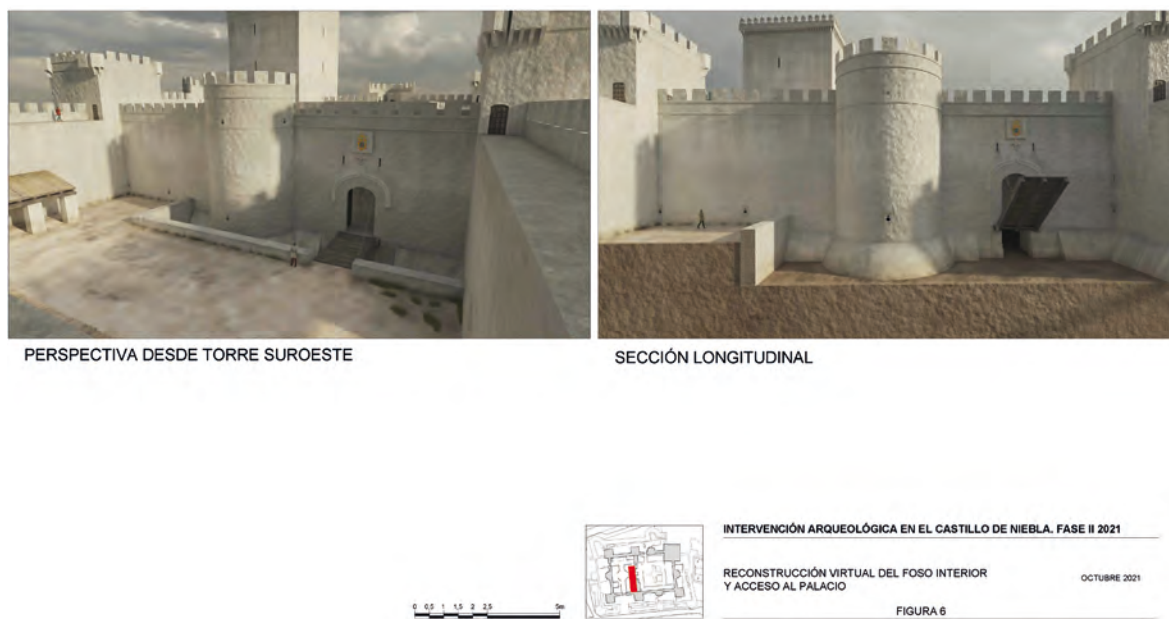 PERSPECTIVA DESDE TORRE SUROESTE
SECCIÓN LONGITUDINAL
INTERVENCIÓN ARQUEOLÓGICA EN EL CASTILLO DE NIEBLA. FASE II 2021
RECONSTRUCCIÓN VIRTUAL DEL FOSO INTERIOR
Y ACCESO AL PALACIO
OCTUBRE 2021
0 0,5 1 1,5 2 2,5 5m
FIGURA 6